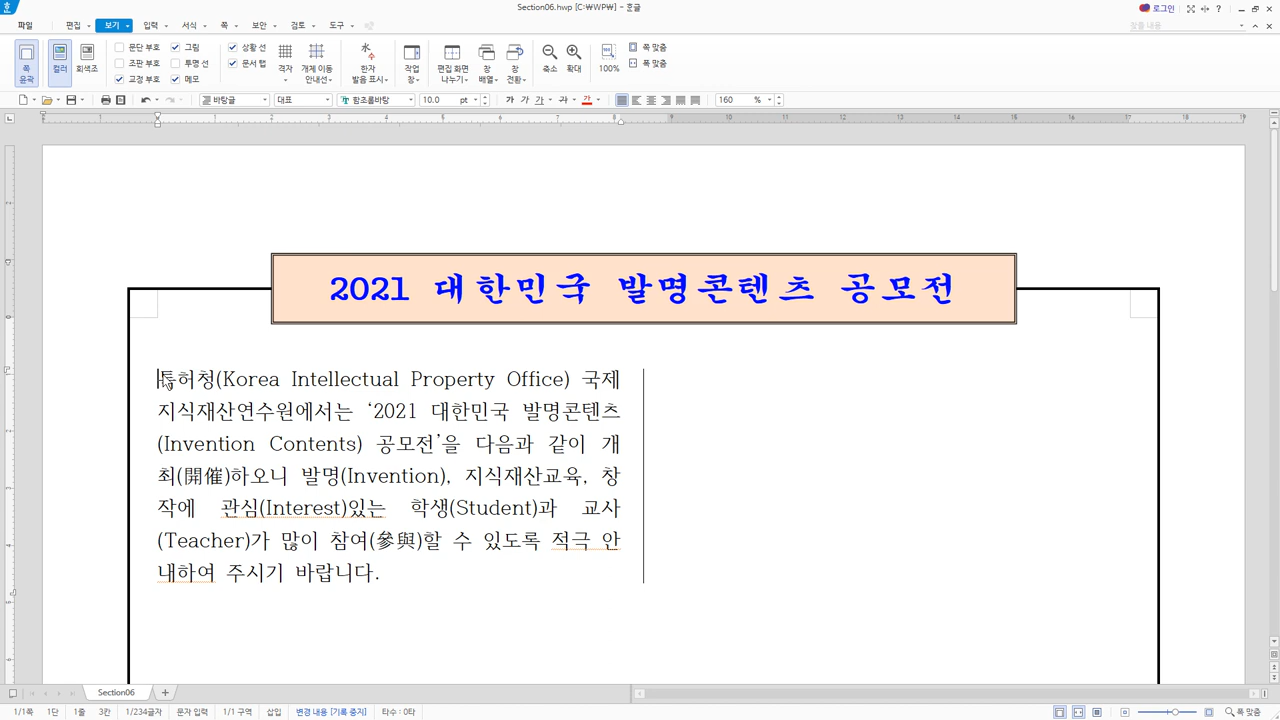 Section06.hwp [C:\WP\] - 훈글
로그인
파일 편집 보기 입력 서식 쪽 보안 검토 도구
찾을 내용
쪽 윤곽
컬러
회색조
문단 부호 그림
조판 부호 투명 선
교정 부호 메모
상황 선
문서 탭
격자
개체 이동 안내선
한자 발음 표시
작업 창
편집 화면 나누기
창 배열
창 전환
축소
확대
100%
쪽 맞춤
폭 맞춤
바탕글 대표 함초롬바탕 10.0 pt 가 가 가 가 가 160 %
2021 대한민국 발명콘텐츠 공모전
특허청(Korea Intellectual Property Office) 국제
지식재산연수원에서는 ‘2021 대한민국 발명콘텐츠
(Invention Contents) 공모전’을 다음과 같이 개
최(開催)하오니 발명(Invention), 지식재산교육, 창
작에 관심(Interest)있는 학생(Student)과 교사
(Teacher)가 많이 참여(參與)할 수 있도록 적극 안
내하여 주시기 바랍니다.
Section06
1/1쪽 1단 1줄 3칸 1/234글자 문자 입력 1/1 구역 삽입 변경 내용 [기록 중지] 타수 : 0타 폭 맞춤